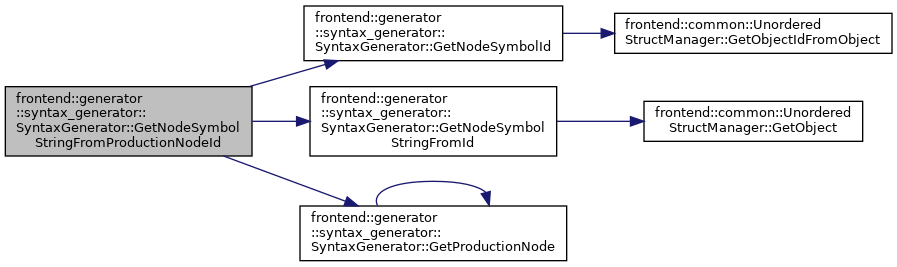 frontend::generator
::syntax_generator::
SyntaxGenerator::GetNodeSymbol
StringFromProductionNodeId
frontend::generator
::syntax_generator::
SyntaxGenerator::GetNodeSymbolId
frontend::common::Unordered
StructManager::GetObjectIdFromObject
frontend::generator
::syntax_generator::
SyntaxGenerator::GetNodeSymbol
StringFromId
frontend::common::Unordered
StructManager::GetObject
frontend::generator
::syntax_generator::
SyntaxGenerator::GetProductionNode